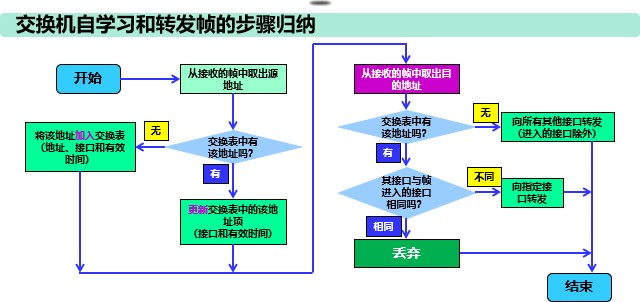 交换机自学习和转发帧的步骤归纳
开始
从接收的帧中取出源
地址
无
交换表中有
该地址吗？
将该地址加入交换表
（地址、接口和有效
时间）
有
更新交换表中的该地
址项
（接口和有效时间）
从接收的帧中取出目
的地址
交换表中有
该地址吗？
无
向所有其他接口转发
（进入的接口除外）
有
其接口与帧
进入的接口
相同吗？
不同
向指定接
口转发
相同
丢弃
结束